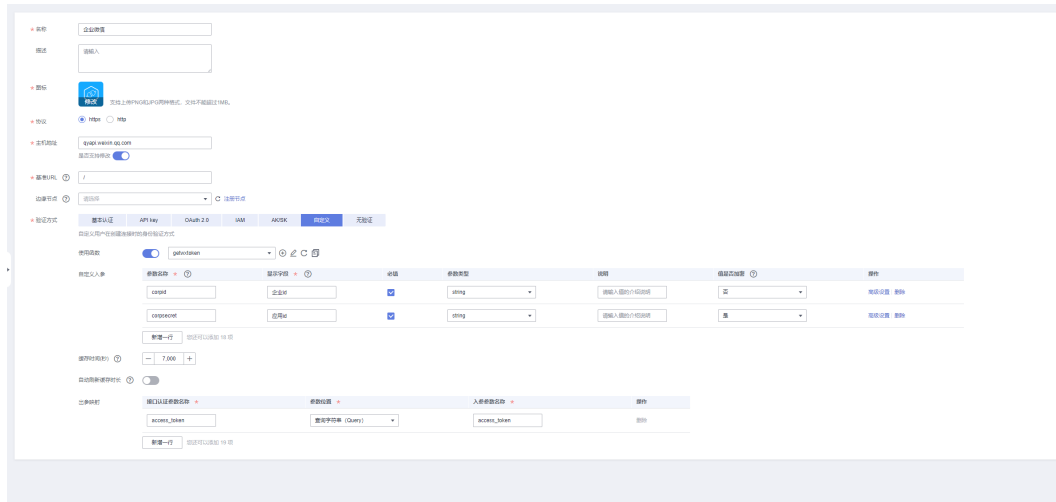 * 名称 企业微信
描述 请输入
* 图标 修改 支持上传PNG和JPG两种格式，文件不能超过1MB。
* 协议 https http
* 主机地址 qyapi.weixin.qq.com
是否支持修改
* 基准URL /
边缘节点 请选择 注册节点
* 验证方式 基本认证 API key OAuth 2.0 IAM AK/SK 自定义 无验证
自定义用户在创建连接时的身份验证方式
使用函数 getwxtoken
自定义入参 参数名称 * 显示字段 * 必填 参数类型 说明 值是否加密 操作
corpid 企业id string 请输入值的介绍说明 否 高级设置 删除
corpsecret 应用id string 请输入值的介绍说明 是 高级设置 删除
新增一行 您还可以添加 18 项
缓存时间(秒) 7,000
自动刷新缓存时长
出参映射 接口认证参数名称 * 参数位置 * 入参参数名称 * 操作
access_token 查询字符串（Query） access_token 删除
新增一行 您还可以添加 19 项